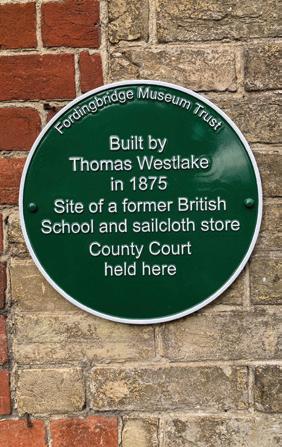 Fordingbridge Museum Trust
Built by
Thomas Westlake
in 1875
Site of a former British
School and sailcloth store
County Court
held here